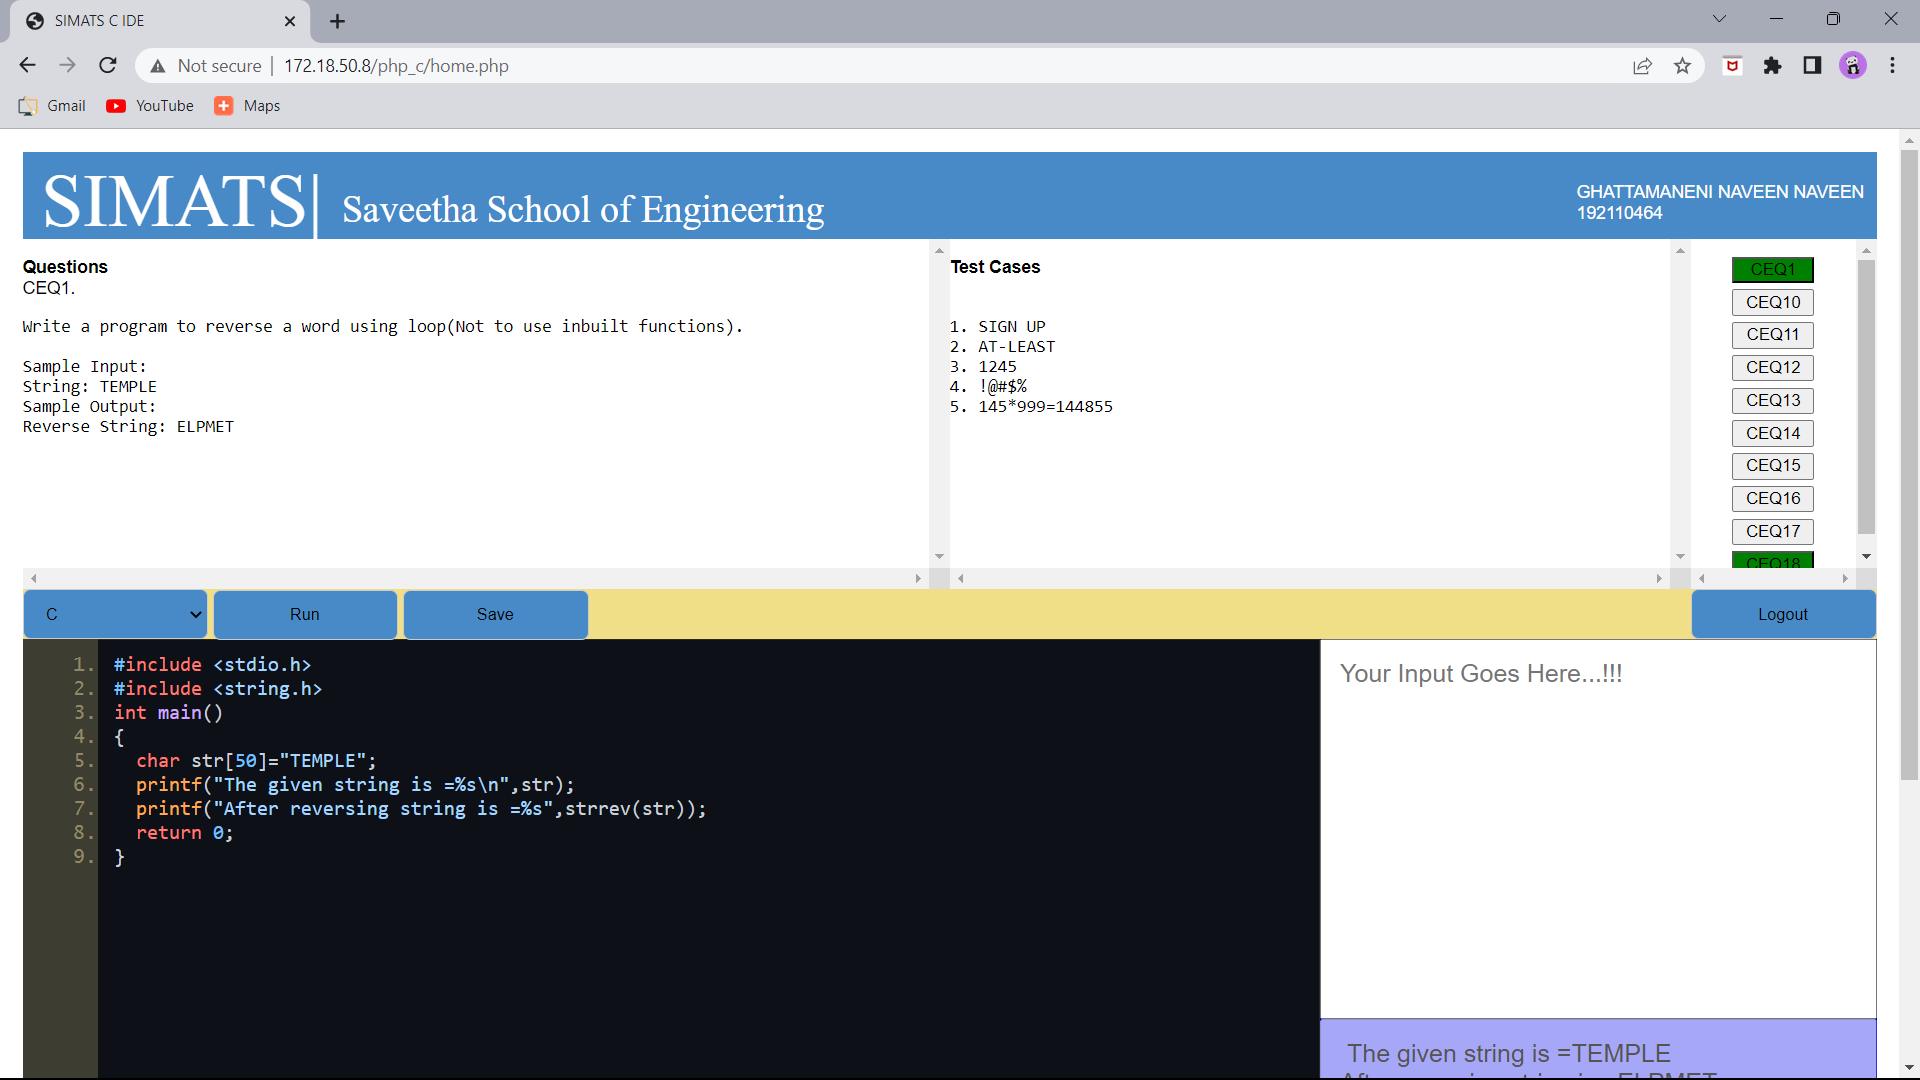 SIMATS C IDE
Not secure | 172.18.50.8/php_c/home.php
Gmail YouTube Maps
SIMATS| Saveetha School of Engineering
GHATTAMANENI NAVEEN NAVEEN
192110464
Questions
CEQ1.
Write a program to reverse a word using loop(Not to use inbuilt functions).
Sample Input:
String: TEMPLE
Sample Output:
Reverse String: ELPMET
Test Cases
1. SIGN UP
2. AT-LEAST
3. 1245
4. !@#$%
5. 145*999=144855
CEQ1
CEQ10
CEQ11
CEQ12
CEQ13
CEQ14
CEQ15
CEQ16
CEQ17
CEQ18
C Run Save Logout
1. #include <stdio.h>
2. #include <string.h>
3. int main()
4. {
5. char str[50]="TEMPLE";
6. printf("The given string is =%s\n",str);
7. printf("After reversing string is =%s",strrev(str));
8. return 0;
9. }
Your Input Goes Here...!!!
The given string is =TEMPLE
After reversing string is =ELPMET